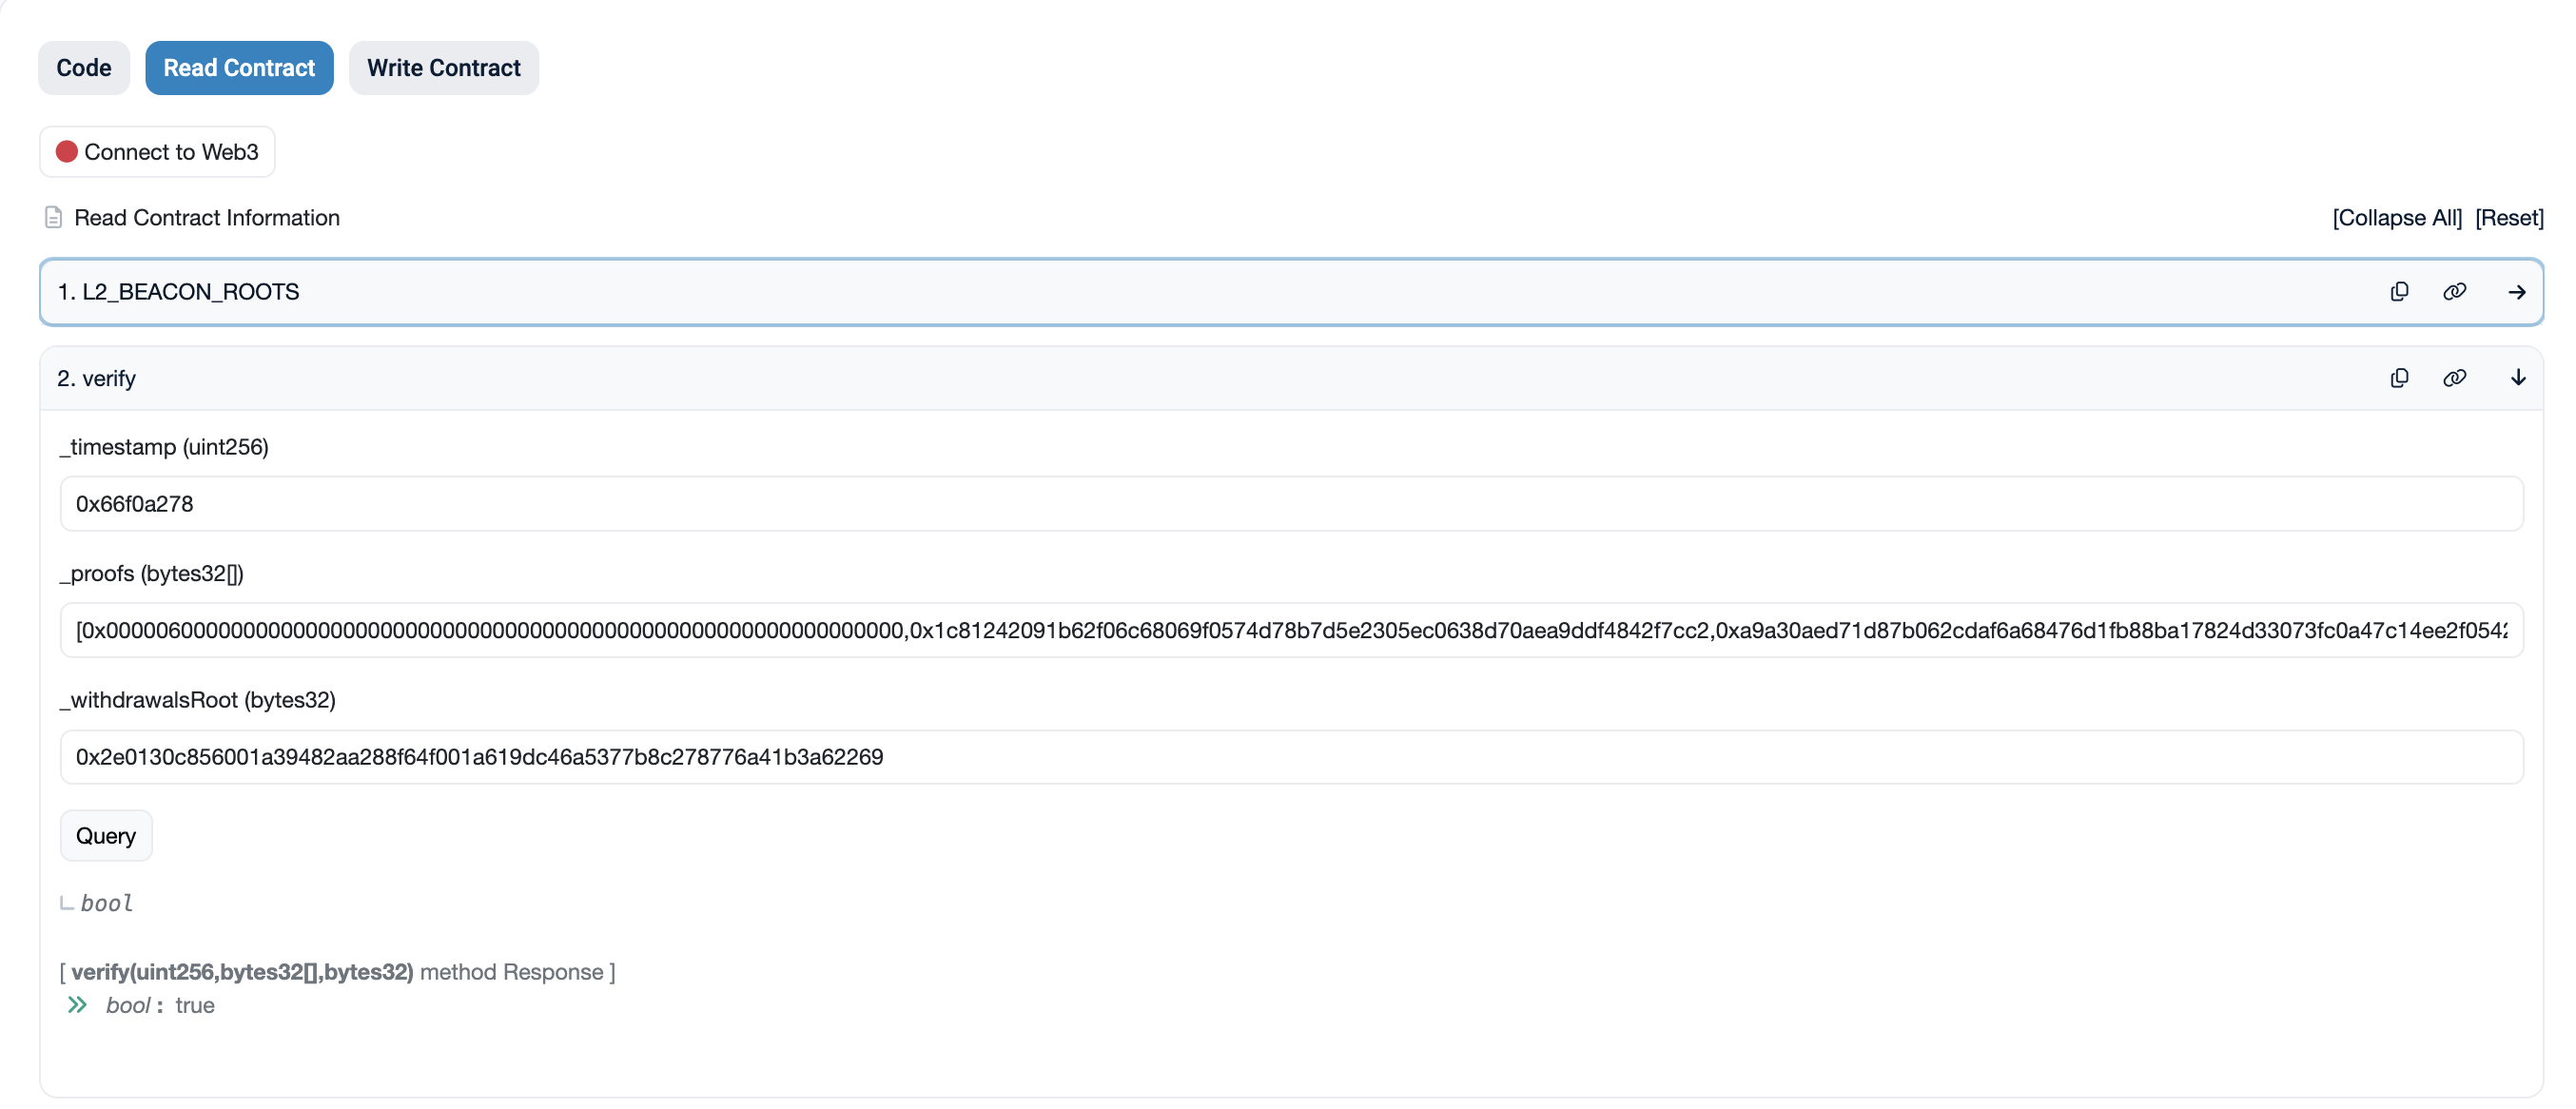 Code Read Contract Write Contract
Connect to Web3
Read Contract Information [Collapse All] [Reset]
1. L2_BEACON_ROOTS
2. verify
_timestamp (uint256)
0x66f0a278
_proofs (bytes32[])
[0x0000060000000000000000000000000000000000000000000000000000000000,0x1c81242091b62f06c68069f0574d78b7d5e2305ec0638d70aea9ddf4842f7cc2,0xa9a30aed71d87b062cdaf6a68476d1fb88ba17824d33073fc0a47c14ee2f0542
_withdrawalsRoot (bytes32)
0x2e0130c856001a39482aa288f64f001a619dc46a5377b8c278776a41b3a62269
Query
bool
[ verify(uint256,bytes32[],bytes32) method Response ]
bool : true